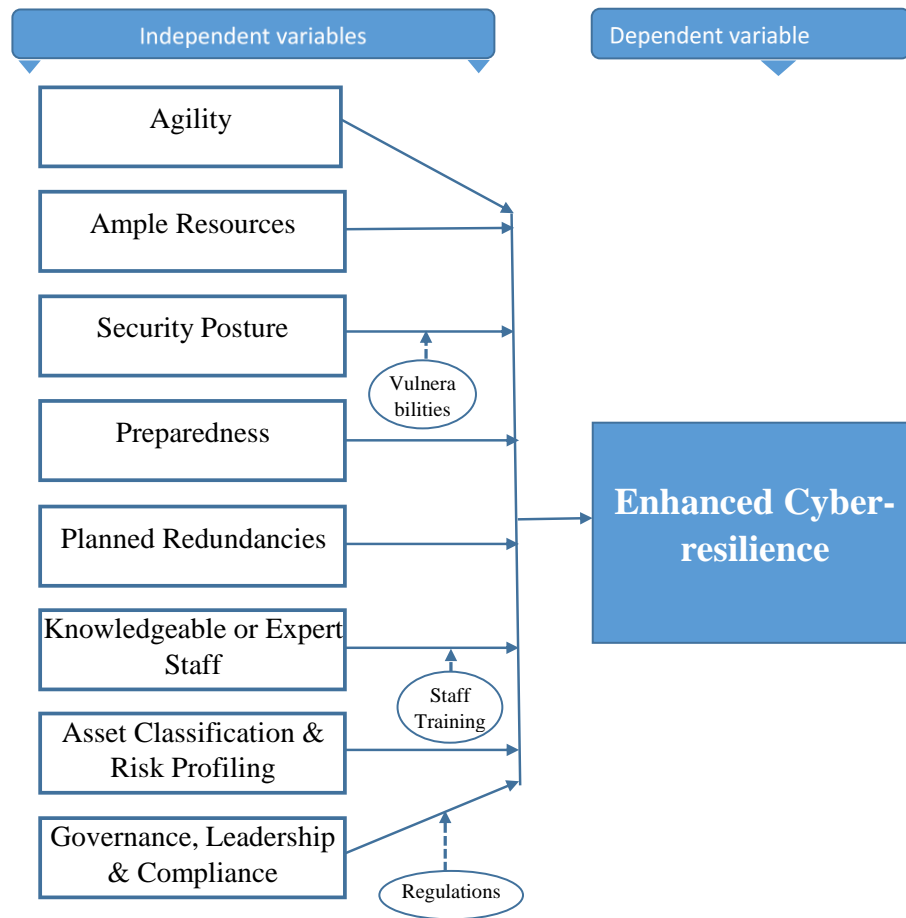 Independent variables
Dependent variable
Agility
Ample Resources
Security Posture
Vulnera
bilities
Preparedness
Enhanced Cyber-
resilience
Planned Redundancies
Knowledgeable or Expert
Staff
Staff
Training
Asset Classification &
Risk Profiling
Governance, Leadership
& Compliance
Regulations